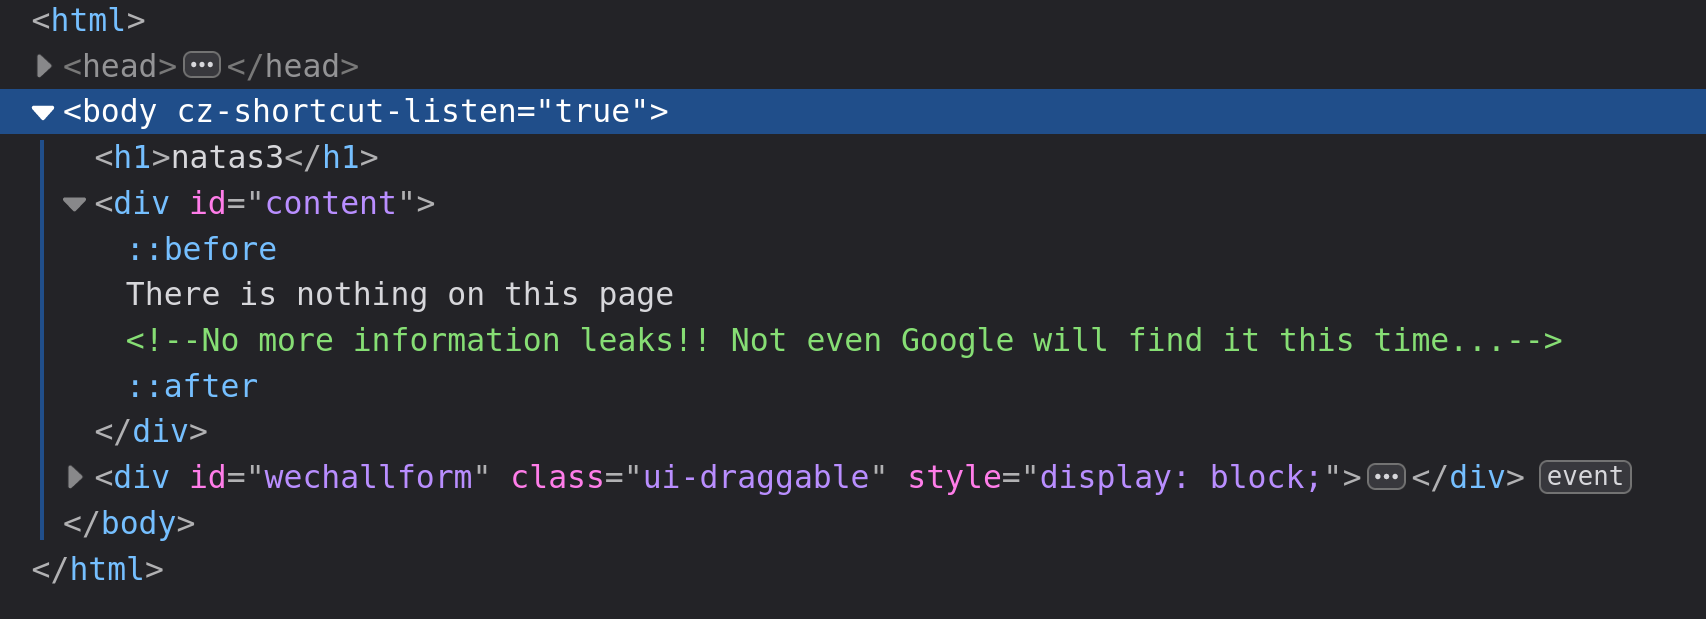 <html>
<head>•••</head>
<body cz-shortcut-listen="true">
<h1>natas3</h1>
<div id="content">
::before
There is nothing on this page
<!--No more information leaks!! Not even Google will find it this time...-->
::after
</div>
<div id="wechallform" class="ui-draggable" style="display: block;">•••</div> event
</body>
</html>